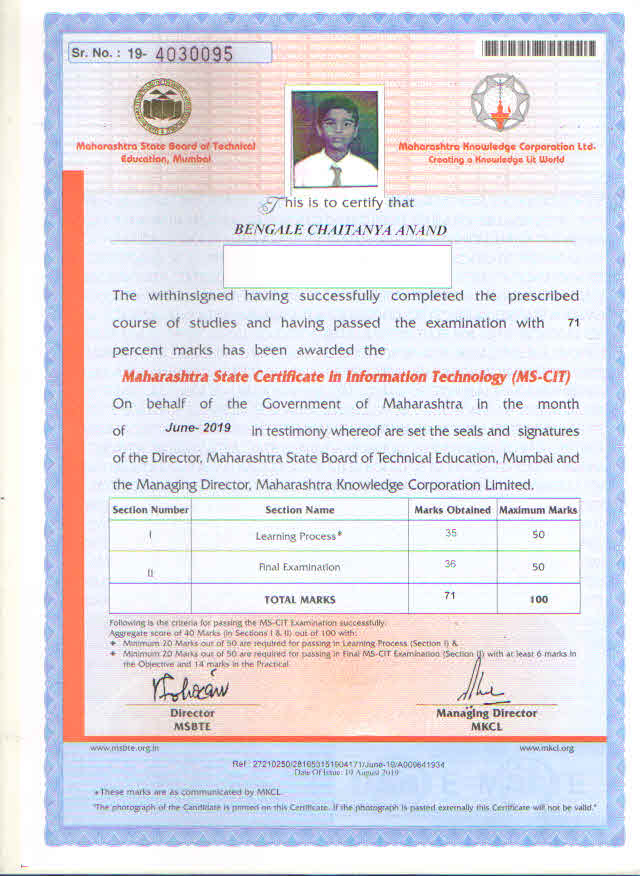 Sr. No. : 19- 4030095
Maharashtra State Board of Technical
Education, Mumbai
Maharashtra Knowledge Corporation Ltd.
Creating a Knowledge Lit World
This is to certify that
BENGALE CHAITANYA ANAND
The withinsigned having successfully completed the prescribed
course of studies and having passed the examination with 71
percent marks has been awarded the
Maharashtra State Certificate in Information Technology (MS-CIT)
On behalf of the Government of Maharashtra in the month
of June- 2019 in testimony whereof are set the seals and signatures
of the Director, Maharashtra State Board of Technical Education, Mumbai and
the Managing Director, Maharashtra Knowledge Corporation Limited.
Section Number Section Name Marks Obtained Maximum Marks
I Learning Process* 35 50
II Final Examination 36 50
TOTAL MARKS 71 100
Following is the criteria for passing the MS-CIT Examination successfully:
Aggregate score of 40 Marks (in Sections I & II) out of 100 with:
Minimum 20 Marks out of 50 are required for passing in Learning Process (Section I) &
Minimum 20 Marks out of 50 are required for passing in Final MS-CIT Examination (Section II) with at least 6 marks in
the Objective and 14 marks in the Practical
Director
MSBTE
Managing Director
MKCL
www.msbte.org.in
www.mkcl.org
Ref : 27210250/281653151904171/June-19/A009641934
Date Of Issue: 19 August 2019
*These marks are as communicated by MKCL.
"The photograph of the Candidate is printed on this Certificate. If the photograph is pasted externally this Certificate will not be valid."